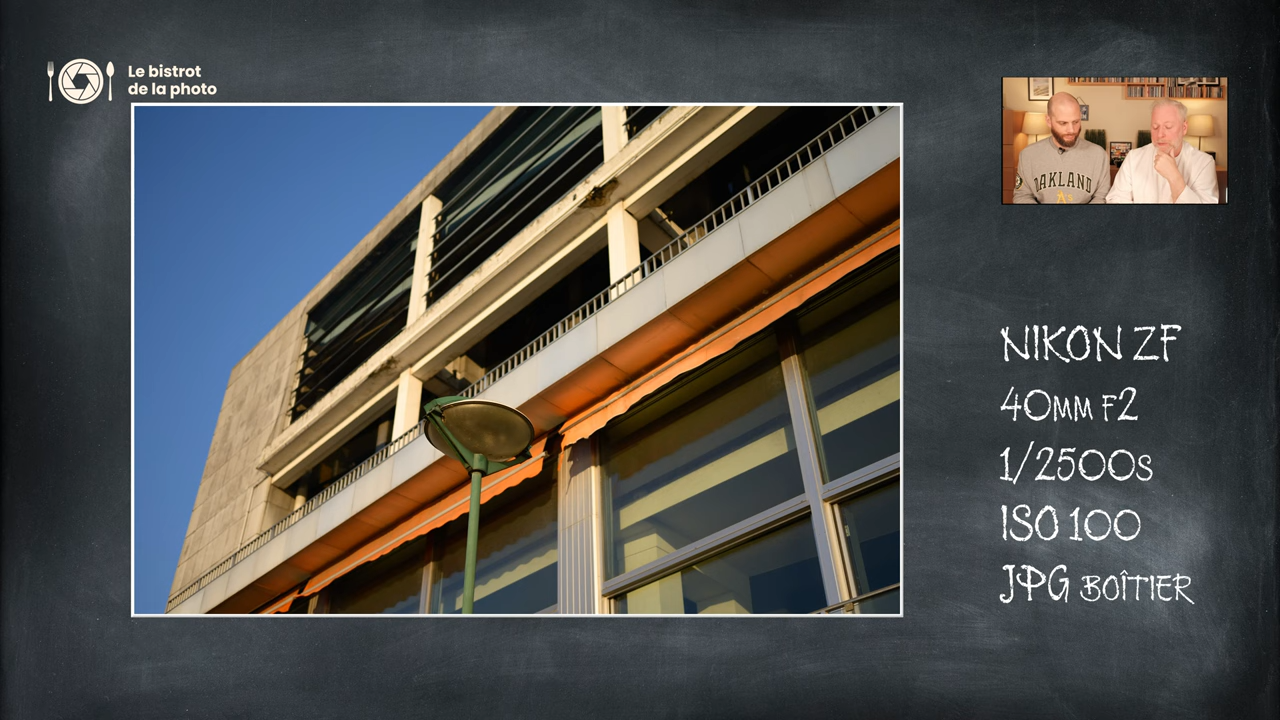 Le bistrot
de la photo
OAKLAND
NIKON ZF
40MM F2
1/2500S
ISO 100
JPG BOÎTIER